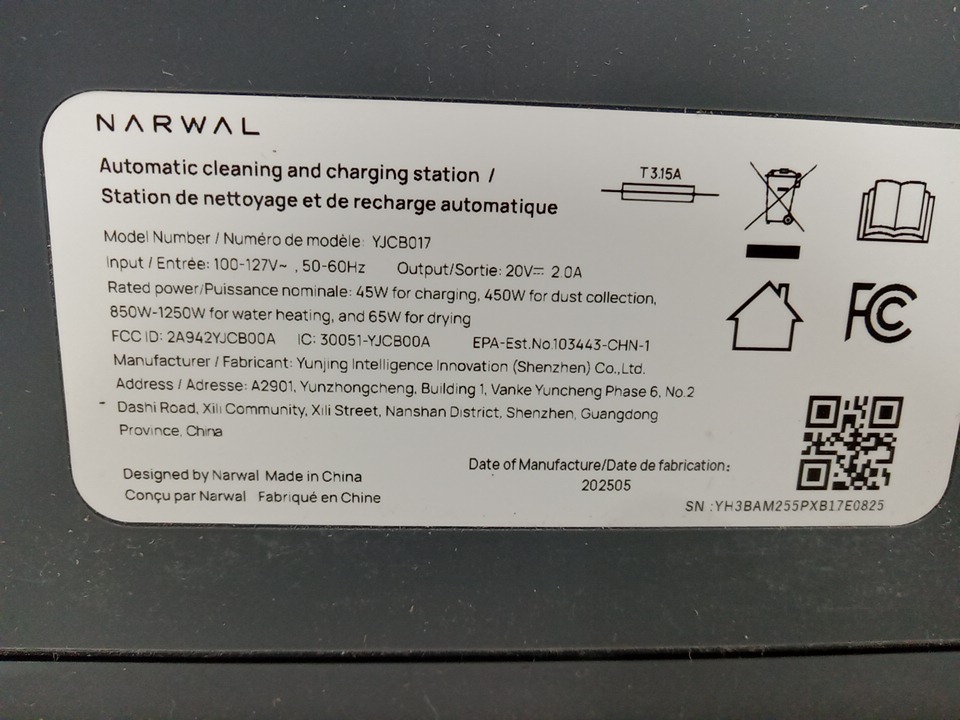 NARWAL
Automatic cleaning and charging station /
Station de nettoyage et de recharge automatique
T 3.15A
Model Number / Numéro de modèle: YJCB017
Input / Entrée: 100-127V~ , 50-60Hz Output/Sortie: 20V⎓ 2.0A
Rated power/Puissance nominale: 45W for charging, 450W for dust collection,
850W-1250W for water heating, and 65W for drying
FCC ID: 2A942YJCB00A IC: 30051-YJCB00A EPA-Est.No.103443-CHN-1
Manufacturer / Fabricant: Yunjing Intelligence Innovation (Shenzhen) Co.,Ltd.
Address / Adresse: A2901, Yunzhongcheng, Building 1, Vanke Yuncheng Phase 6, No.2
Dashi Road, Xili Community, Xili Street, Nanshan District, Shenzhen, Guangdong
Province, China
FC
Designed by Narwal Made in China
Conçu par Narwal Fabriqué en Chine
Date of Manufacture/Date de fabrication:
202505
SN :YH3BAM255PXB17E0825